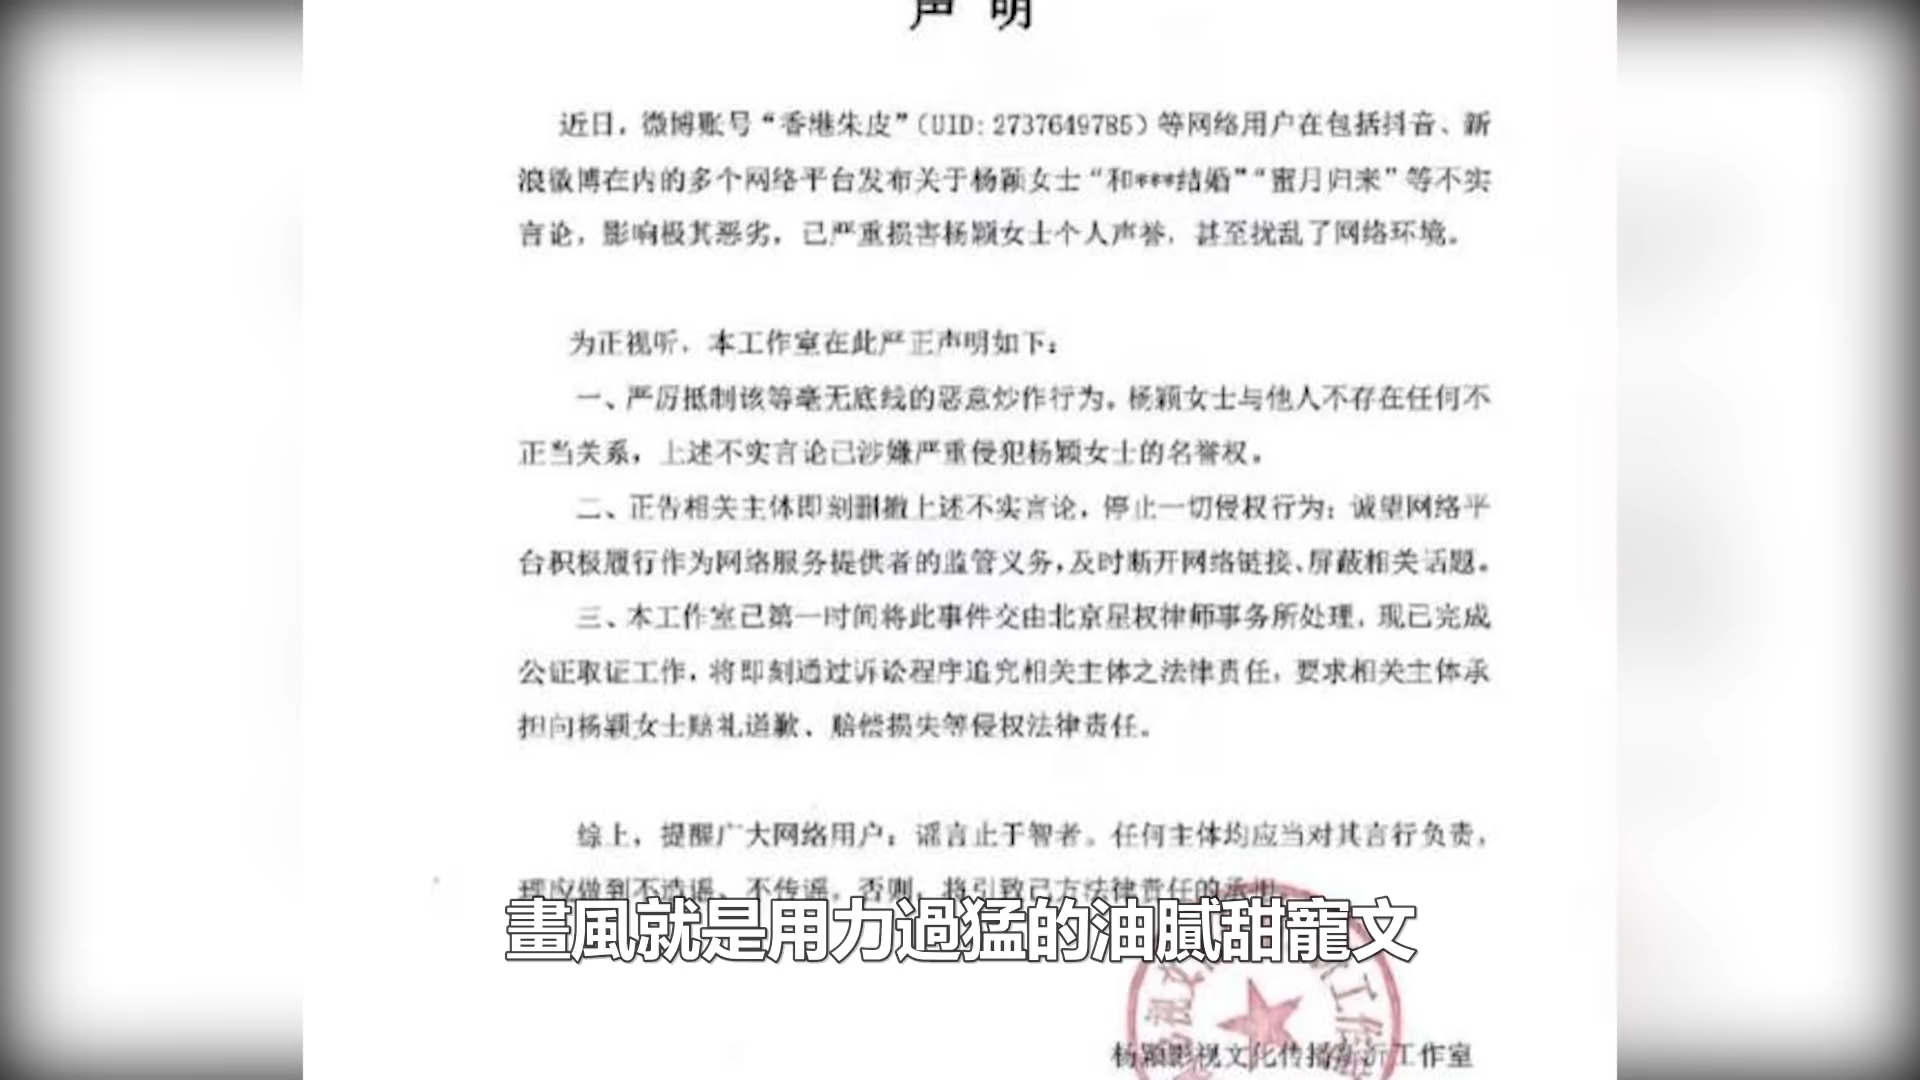 声 明
近日，微博账号“香港朱皮”（UID: 2737649785）等网络用户在包括抖音、新
浪微博在内的多个网络平台发布关于杨颖女士“和***结婚”“蜜月归来”等不实
言论，影响极其恶劣，已严重损害杨颖女士个人声誉，甚至扰乱了网络环境。
为正视听，本工作室在此严正声明如下：
一、严厉抵制该等毫无底线的恶意炒作行为，杨颖女士与他人不存在任何不
正当关系，上述不实言论已涉嫌严重侵犯杨颖女士的名誉权。
二、正告相关主体即刻删撤上述不实言论，停止一切侵权行为；诚望网络平
台积极履行作为网络服务提供者的监管义务，及时断开网络链接、屏蔽相关话题。
三、本工作室已第一时间将此事件交由北京星权律师事务所处理，现已完成
公证取证工作，将即刻通过诉讼程序追究相关主体之法律责任，要求相关主体承
担向杨颖女士赔礼道歉、赔偿损失等侵权法律责任。
综上，提醒广大网络用户：谣言止于智者。任何主体均应当对其言行负责，
理应做到不造谣、不传谣，否则，将引致己方法律责任的承担。
畫風就是用力過猛的油膩甜寵文
杨颖影视文化传播 工作室